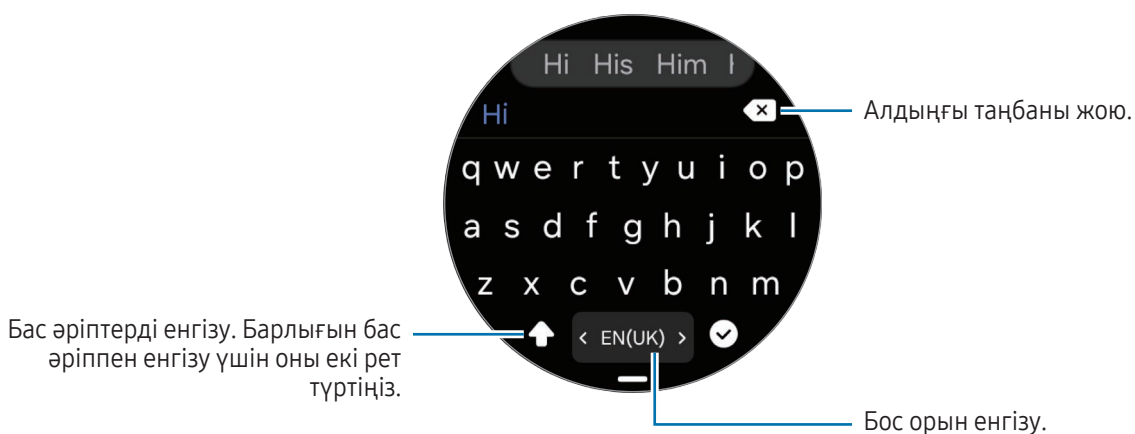 Hi His Him
Hi
Алдыңғы таңбаны жою.
q w e r t y u i o p
a s d f g h j k l
z x c v b n m
Бас әріптерді енгізу. Барлығын бас
әріппен енгізу үшін оны екі рет
түртіңіз.
< EN(UK) >
Бос орын енгізу.